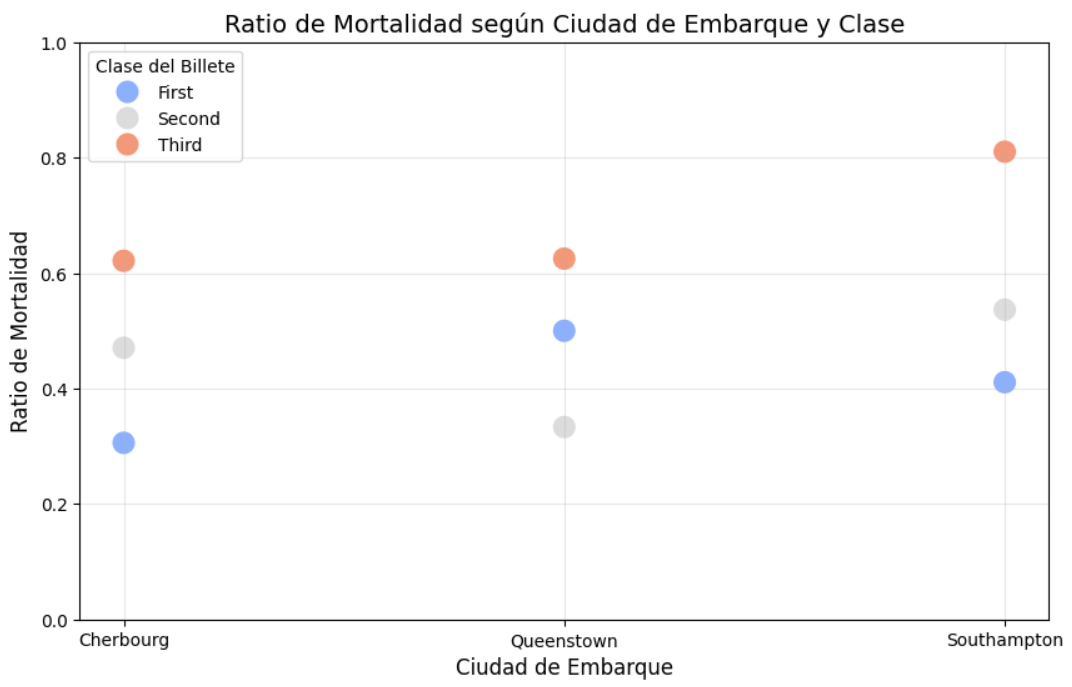 Ratio de Mortalidad según Ciudad de Embarque y Clase
Clase del Billete
First
Second
Third
Ratio de Mortalidad
1.0
0.8
0.6
0.4
0.2
0.0
Cherbourg
Queenstown
Southampton
Ciudad de Embarque